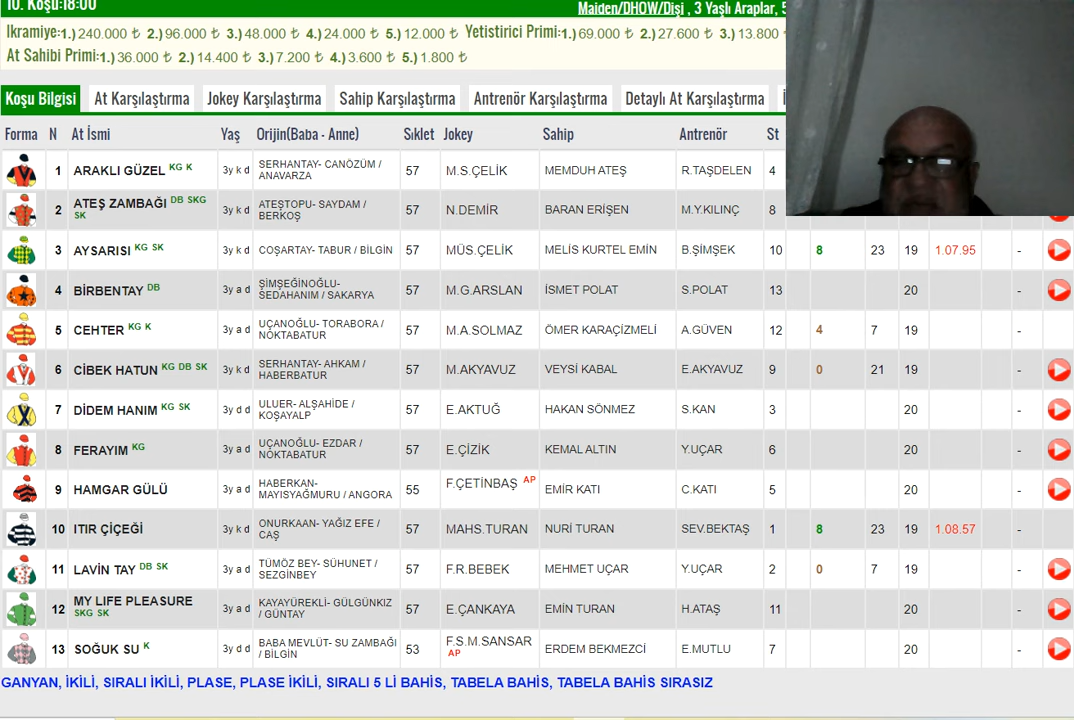 10. Koşu:18:00 Maiden/DHOW/Dişi , 3 Yaşlı Araplar, 5
İkramiye:1.) 240.000 ₺ 2.) 96.000 ₺ 3.) 48.000 ₺ 4.) 24.000 ₺ 5.) 12.000 ₺ Yetistirici Primi:1.) 69.000 ₺ 2.) 27.600 ₺ 3.) 13.800
At Sahibi Primi:1.) 36.000 ₺ 2.) 14.400 ₺ 3.) 7.200 ₺ 4.) 3.600 ₺ 5.) 1.800 ₺
Koşu Bilgisi At Karşılaştırma Jokey Karşılaştırma Sahip Karşılaştırma Antrenör Karşılaştırma Detaylı At Karşılaştırma İ
Forma N At İsmi Yaş Orijin(Baba - Anne) Sıklet Jokey Sahip Antrenör St
1 ARAKLI GÜZEL KG K 3y k d SERHANTAY- CANÖZÜM / ANAVARZA 57 M.S.ÇELİK MEMDUH ATEŞ R.TAŞDELEN 4
2 ATEŞ ZAMBAĞI DB SKG SK 3y k d ATEŞTOPU- SAYDAM / BERKOŞ 57 N.DEMİR BARAN ERİŞEN M.Y.KILINÇ 8
3 AYSARISI KG SK 3y k d COŞARTAY- TABUR / BİLGİN 57 MÜS.ÇELİK MELİS KURTEL EMİN B.ŞİMŞEK 10 8 23 19 1.07.95 -
4 BİRBENTAY DB 3y a d ŞİMŞEĞİNOĞLU- SEDAHANIM / SAKARYA 57 M.G.ARSLAN İSMET POLAT S.POLAT 13 20 -
5 CEHTER KG K 3y a d UÇANOĞLU- TORABORA / NOKTABATUR 57 M.A.SOLMAZ ÖMER KARAÇİZMELİ A.GÜVEN 12 4 7 19 -
6 CİBEK HATUN KG DB SK 3y k d SERHANTAY- AHKAM / HABERBATUR 57 M.AKYAVUZ VEYSİ KABAL E.AKYAVUZ 9 0 21 19 -
7 DİDEM HANIM KG SK 3y d d ULUER- ALŞAHİDE / KOŞAYALP 57 E.AKTUĞ HAKAN SÖNMEZ S.KAN 3 20 -
8 FERAYIM KG 3y a d UÇANOĞLU- EZDAR / NOKTABATUR 57 E.ÇİZİK KEMAL ALTIN Y.UÇAR 6 20 -
9 HAMGAR GÜLÜ 3y a d HABERKAN- MAYISYAĞMURU / ANGORA 55 F.ÇETİNBAŞ AP EMİR KATI C.KATI 5 20 -
10 ITIR ÇİÇEĞİ 3y k d ONURKAAN- YAĞIZ EFE / CAŞ 57 MAHS.TURAN NURİ TURAN SEV.BEKTAŞ 1 8 23 19 1.08.57 -
11 LAVİN TAY DB SK 3y a d TÜMÖZ BEY- SÜHUNET / SEZGİNBEY 57 F.R.BEBEK MEHMET UÇAR Y.UÇAR 2 0 7 19 -
12 MY LIFE PLEASURE SKG SK 3y a d KAYAYÜREKLİ- GÜLGÜNKIZ / GÜNTAY 57 E.ÇANKAYA EMİN TURAN H.ATAŞ 11 20 -
13 SOĞUK SU K 3y d d BABA MEVLÜT- SU ZAMBAĞI / BİLGİN 53 F.S.M.SANSAR AP ERDEM BEKMEZCİ E.MUTLU 7 20 -
GANYAN, İKİLİ, SIRALI İKİLİ, PLASE, PLASE İKİLİ, SIRALI 5 Lİ BAHİS, TABELA BAHİS, TABELA BAHİS SIRASIZ